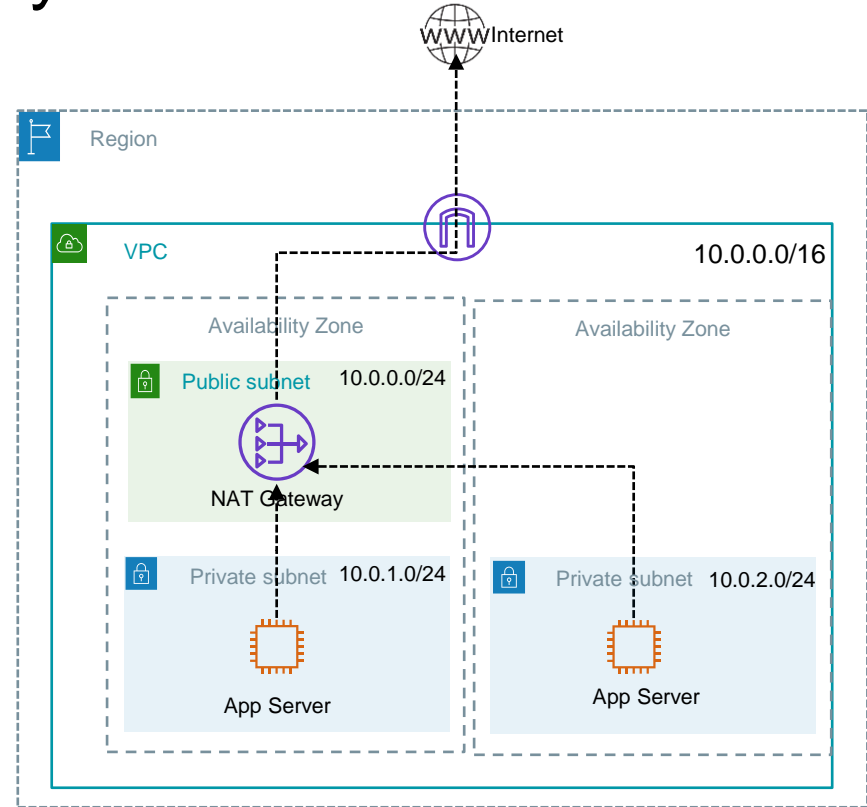 y
WWW Internet
Region
VPC
10.0.0.0/16
Availability Zone
Availability Zone
Public subnet 10.0.0.0/24
NAT Gateway
Private subnet 10.0.1.0/24
Private subnet 10.0.2.0/24
App Server
App Server